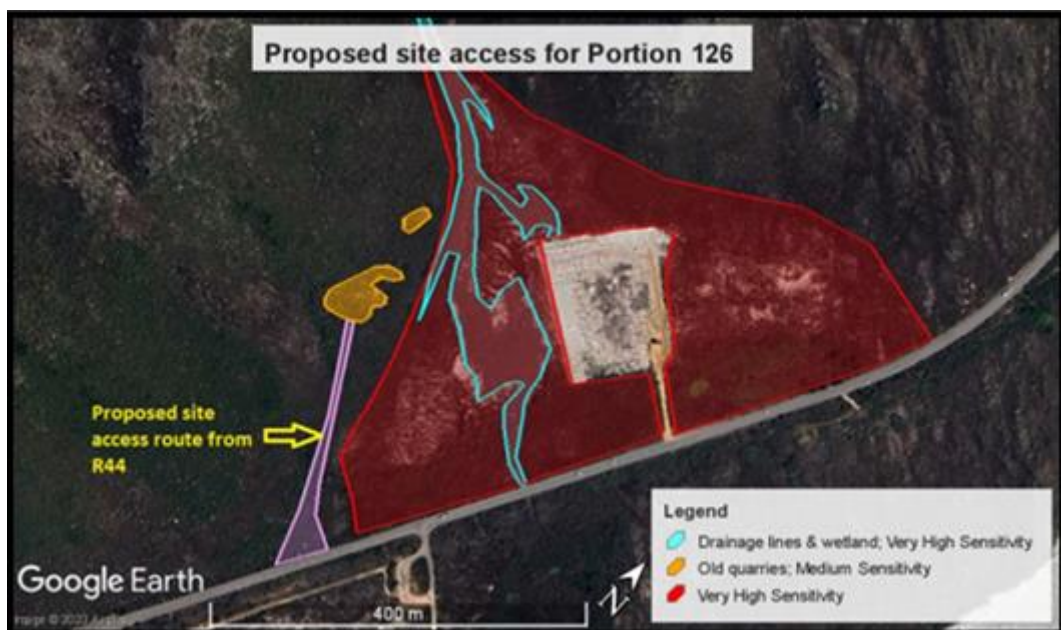 Proposed site access for Portion 126
Proposed site
access route from
R44
Legend
Drainage lines & wetland; Very High Sensitivity
Old quarries; Medium Sensitivity
Very High Sensitivity
Google Earth
400 m
N
© 2023